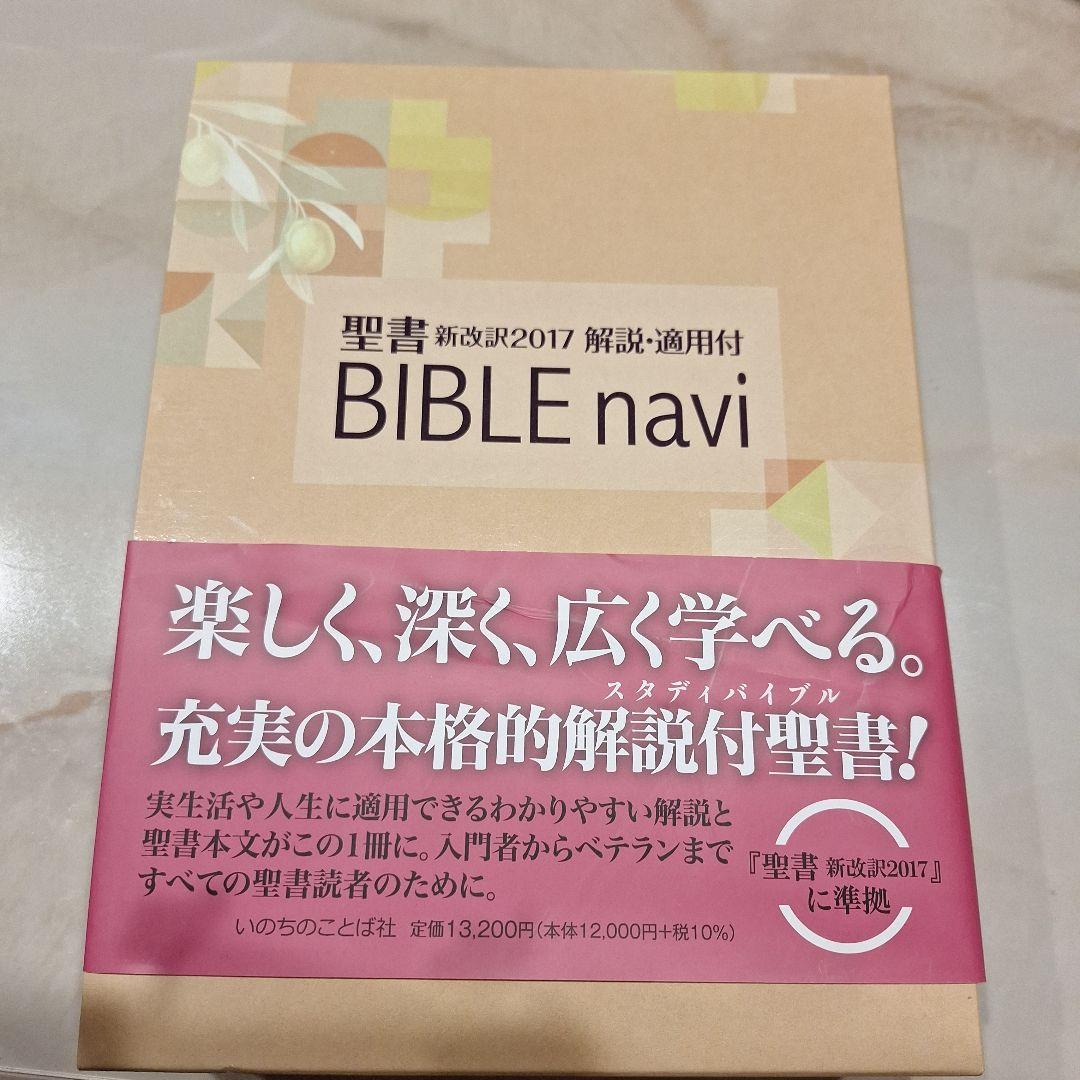 聖書 新改訳2017 解説・適用付
BIBLE navi
楽しく、深く、広く学べる。
スタディバイブル
充実の本格的解説付聖書!
実生活や人生に適用できるわかりやすい解説と
聖書本文がこの1冊に。入門者からベテランまで
すべての聖書読者のために。
いのちのことば社 定価13,200円(本体12,000円+税10%)
『聖書 新改訳2017』
に準拠